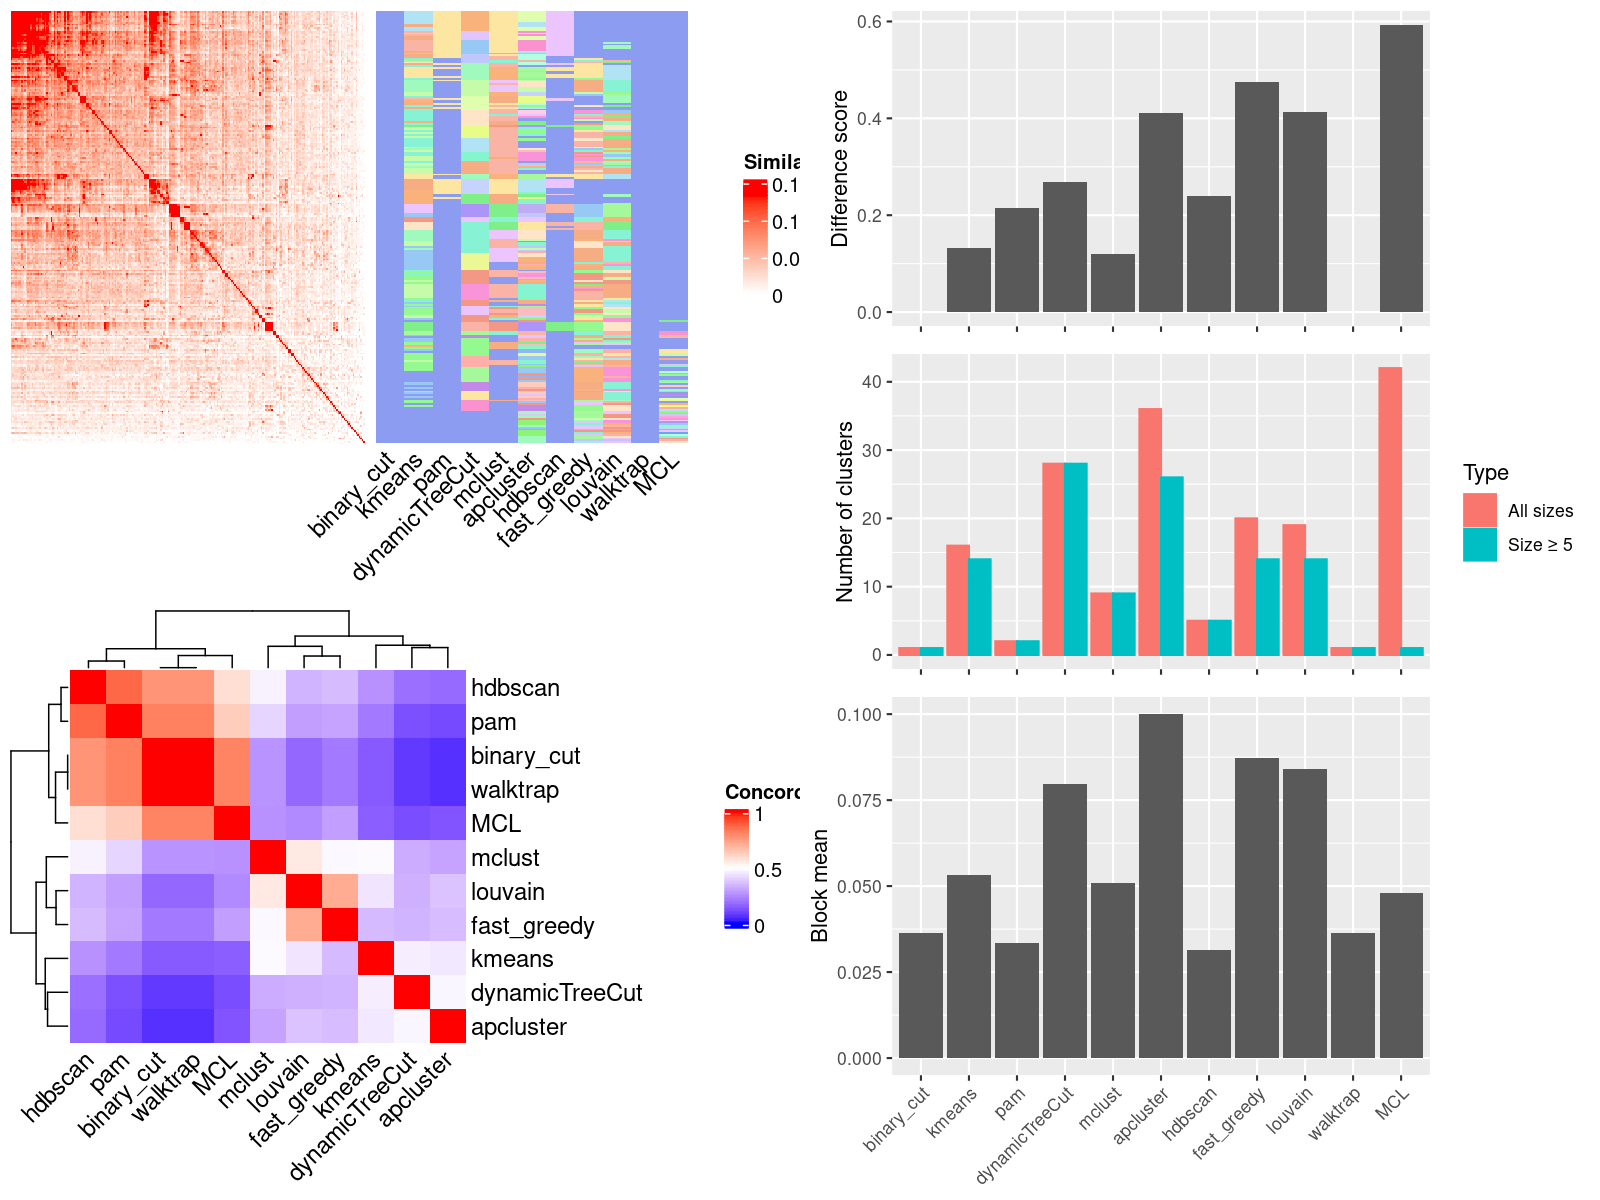 Simila
0.1
0.1
0.0
0
binary_cut
kmeans
pam
dynamicTreeCut
mclust
apcluster
hdbscan
fast_greedy
louvain
walktrap
MCL
hdbscan
pam
binary_cut
walktrap
MCL
mclust
louvain
fast_greedy
kmeans
dynamicTreeCut
apcluster
hdbscan
pam
binary_cut
walktrap
MCL
mclust
louvain
fast_greedy
kmeans
dynamicTreeCut
apcluster
Concord
1
0.5
0
Difference score
0.6
0.4
0.2
0.0
Number of clusters
40
30
20
10
0
Type
All sizes
Size ≥ 5
Block mean
0.100
0.075
0.050
0.025
0.000
binary_cut
kmeans
pam
dynamicTreeCut
mclust
apcluster
hdbscan
fast_greedy
louvain
walktrap
MCL